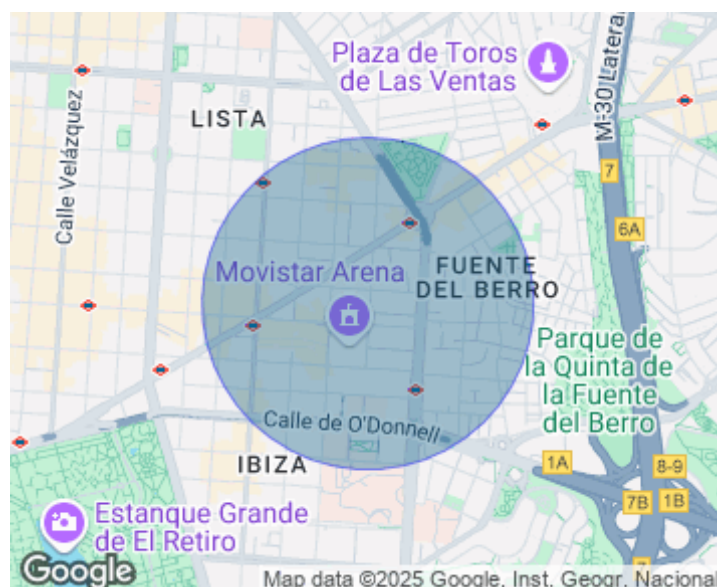 Plaza de Toros
de Las Ventas
M-30 Lateral
LISTA
Calle Velázquez
7
6A
Movistar Arena
FUENTE
DEL BERRO
Parque de
la Quinta de
la Fuente
del Berro
Calle de O'Donnell
IBIZA
1A
8-9
7B
1B
Estanque Grande
de El Retiro
7
Google
Map data ©2025 Google, Inst. Geogr. Nacional